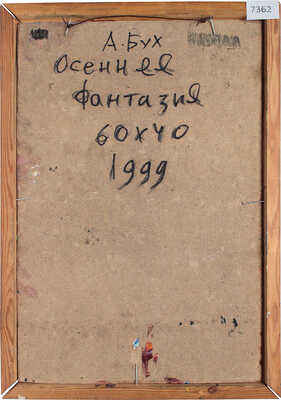 7362
А. Бух
Осенняя
фантазия
60х40
1999